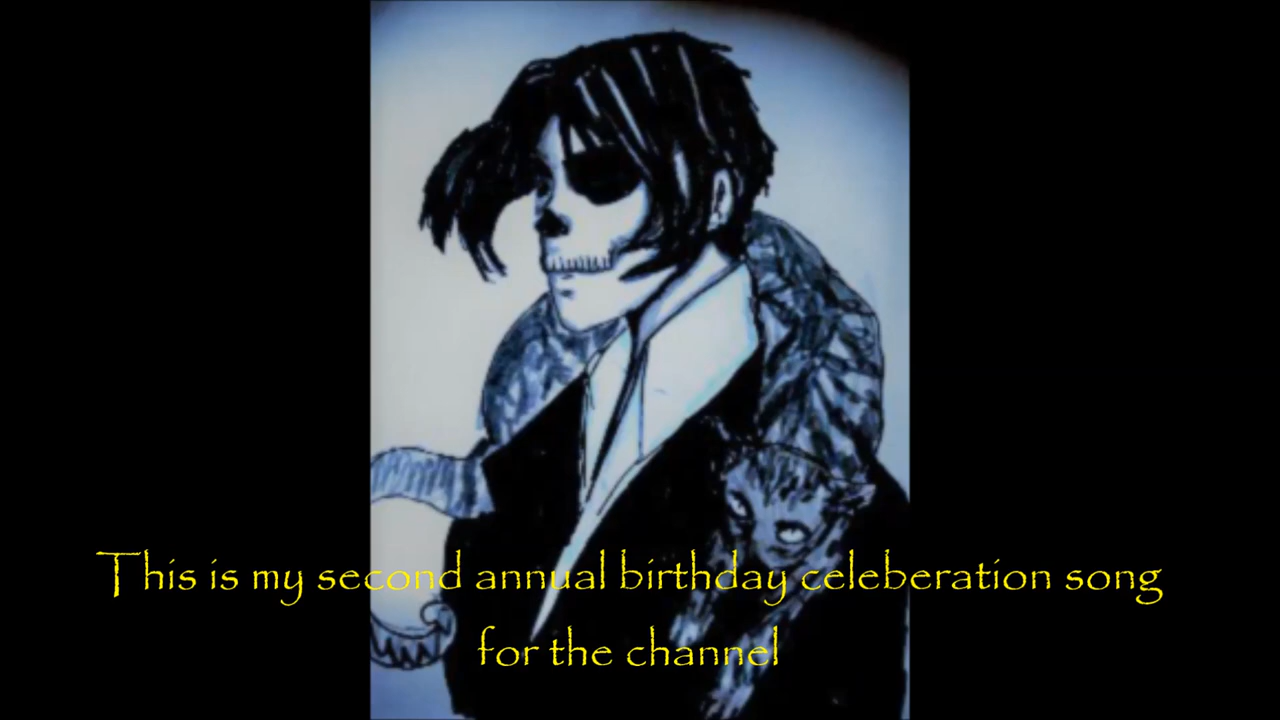 This is my second annual birthday celeberation song
for the channel